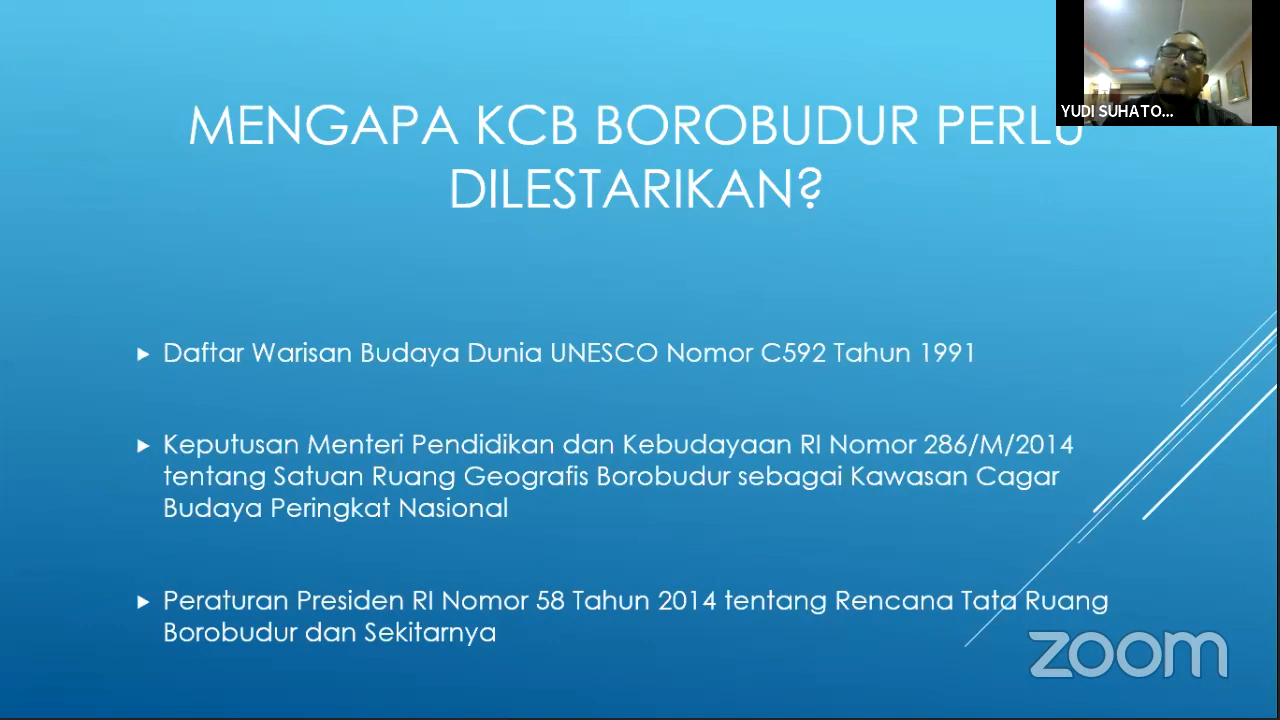 MENGAPA KCB BOROBUDUR PERLU
DILESTARIKAN?
YUDI SUHATO...
Daftar Warisan Budaya Dunia UNESCO Nomor C592 Tahun 1991
Keputusan Menteri Pendidikan dan Kebudayaan RI Nomor 286/M/2014
tentang Satuan Ruang Geografis Borobudur sebagai Kawasan Cagar
Budaya Peringkat Nasional
Peraturan Presiden RI Nomor 58 Tahun 2014 tentang Rencana Tata Ruang
Borobudur dan Sekitarnya
zoom